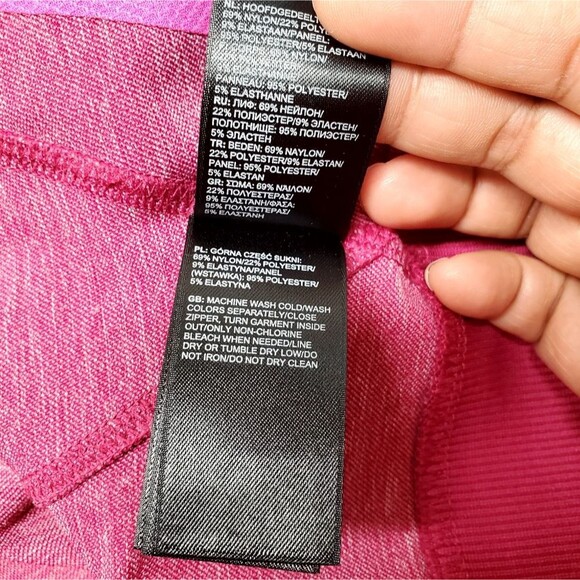 NL: HOOFDGEDEELT
69% NYLON/22% POLY
9% ELASTAAN/PANEEL:
95% POLYESTER/5% ELASTAAN
69% NYLON/
POLYESTER/
PANNEAU: 95% POLYESTER/
5% ELASTHANNE
RU: ЛИФ: 69% НЕЙЛОН/
22% ПОЛИЭСТЕР/9% ЭЛАСТЕН/
ПОЛОТНИЩЕ: 95% ПОЛИЭСТЕР/
5% ЭЛАСТЕН
TR: BEDEN: 69% NAYLON/
22% POLYESTER/9% ELASTAN/
PANEL: 95% POLYESTER/
5% ELASTAN
GR: ΣΩΜΑ: 69% ΝΑΙΛΟΝ/
22% ΠΟΛΥΕΣΤΕΡΑΣ/
9% ΕΛΑΣΤΑΝΗ/ΦΑΣΑ:
95% ΠΟΛΥΕΣΤΕΡΑΣ/
5% ΕΛΑΣΤΑΝΗ
PL: GÓRNA CZĘŚĆ SUKNI:
69% NYLON/22% POLYESTER/
9% ELASTYNA/PANEL
(WSTAWKA): 95% POLYESTER/
5% ELASTYNA
GB: MACHINE WASH COLD/WASH
COLORS SEPARATELY/CLOSE
ZIPPER, TURN GARMENT INSIDE
OUT/ONLY NON-CHLORINE
BLEACH WHEN NEEDED/LINE
DRY OR TUMBLE DRY LOW/DO
NOT IRON/DO NOT DRY CLEAN